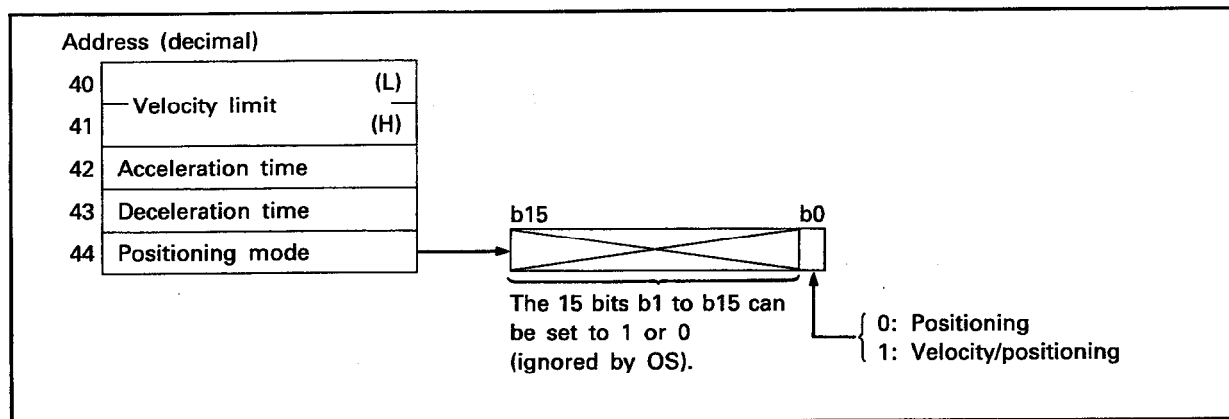 Address (decimal)
40 (L)
Velocity limit
41 (H)
42 Acceleration time
43 Deceleration time
44 Positioning mode
b15 b0
The 15 bits b1 to b15 can
be set to 1 or 0
(ignored by OS).
0: Positioning
1: Velocity/positioning